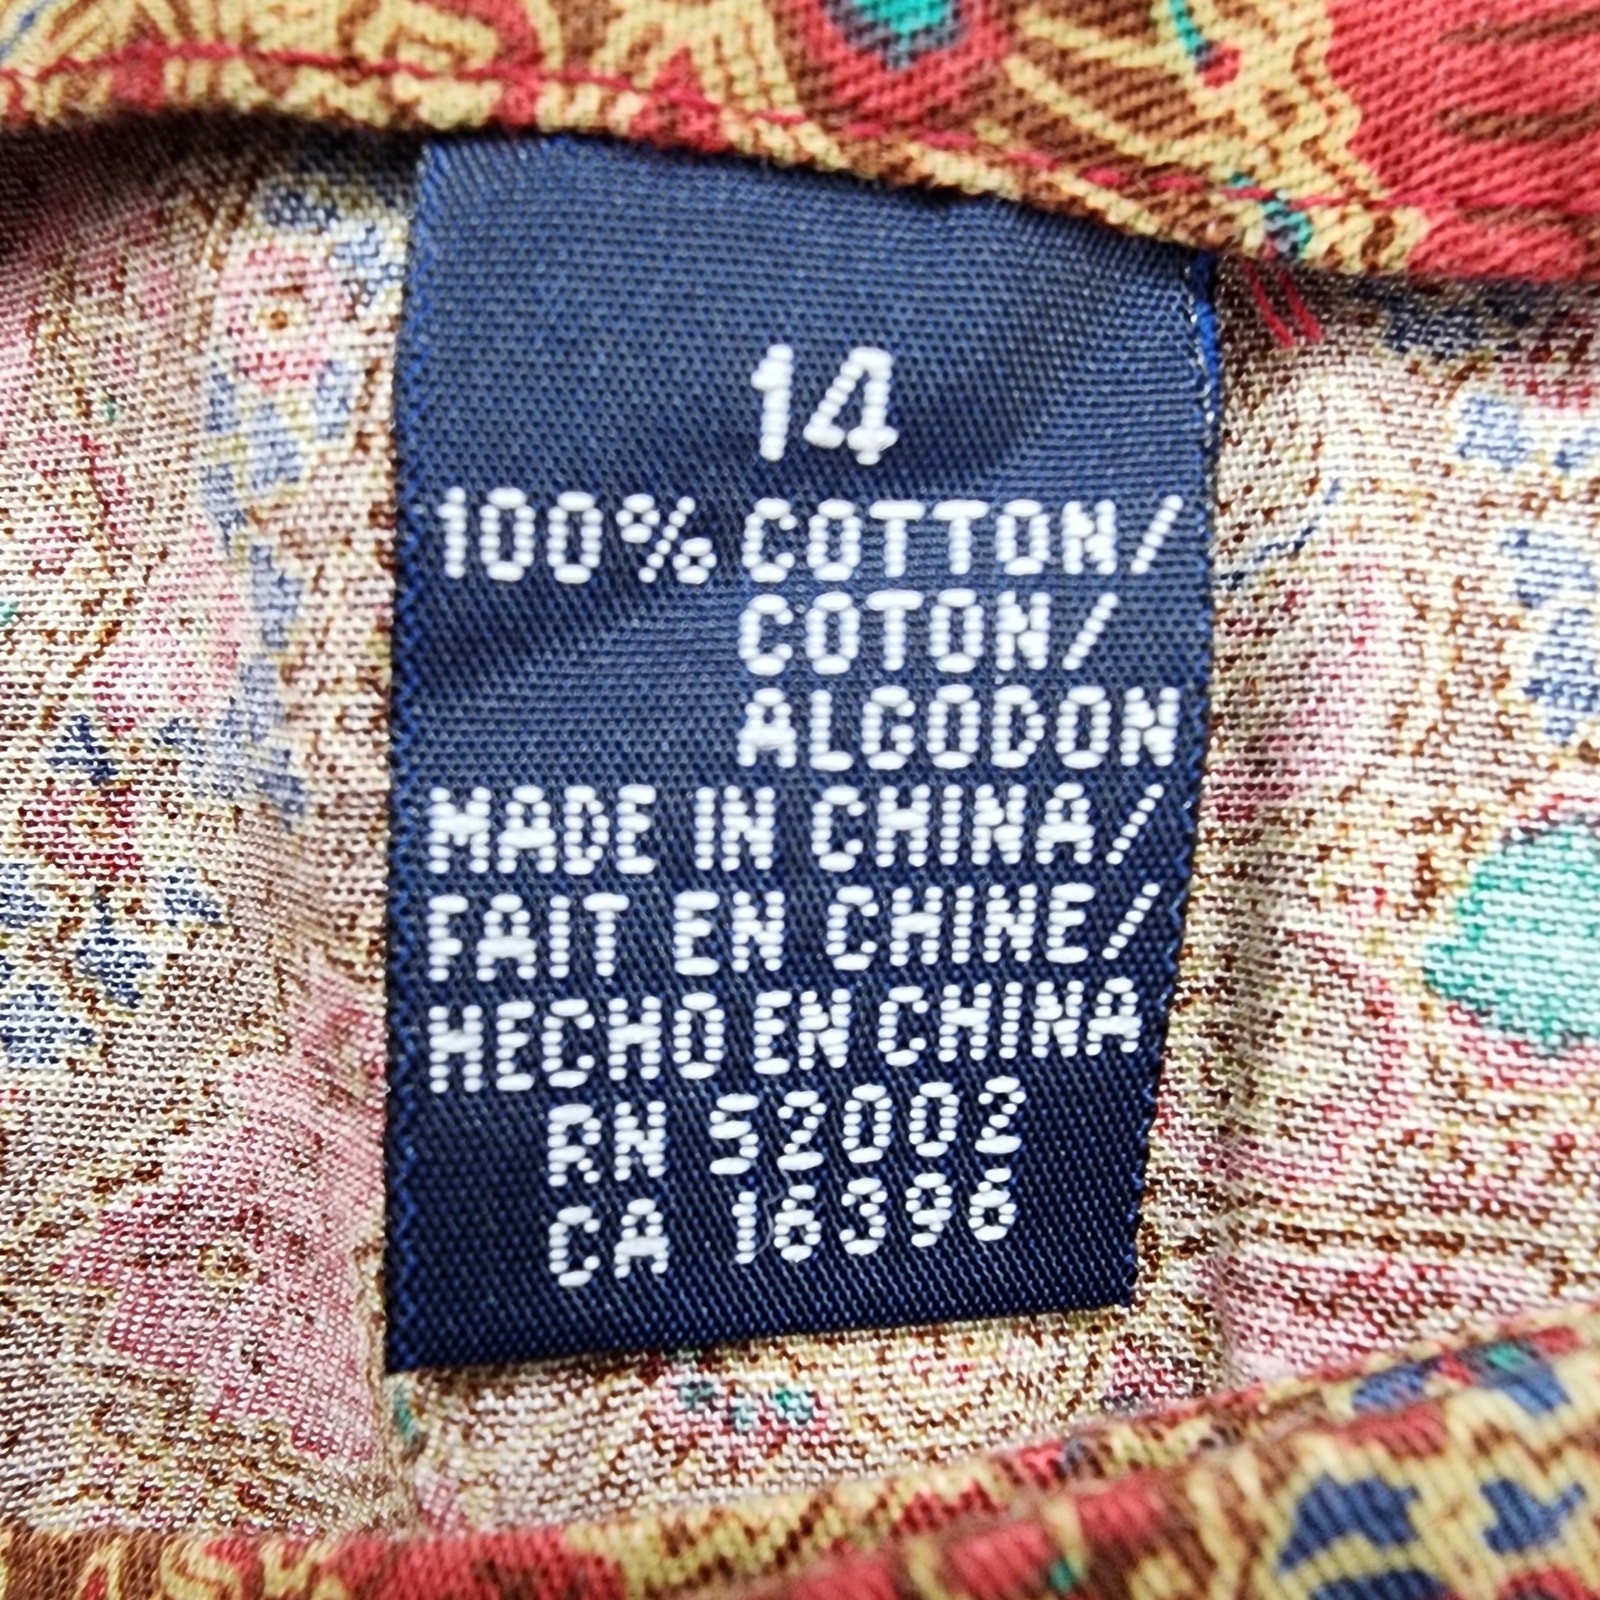 14
100% COTTON/
COTON/
ALGODON
MADE IN CHINA/
FAIT EN CHINE/
HECHO EN CHINA
RN 52002
CA 16396